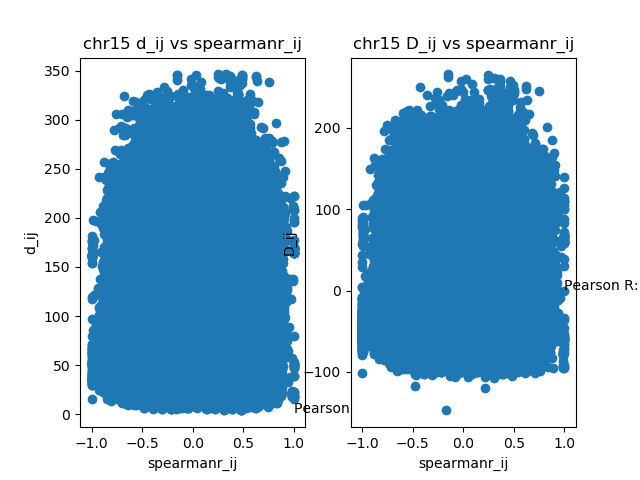 chr15 d_ij vs spearmanr_ij
350
300
250
200
150
100
50
0
d_ij
−1.0 −0.5 0.0 0.5 1.0
spearmanr_ij
Pearson
chr15 D_ij vs spearmanr_ij
200
100
0
−100
D_ij
−1.0 −0.5 0.0 0.5 1.0
spearmanr_ij
Pearson R: